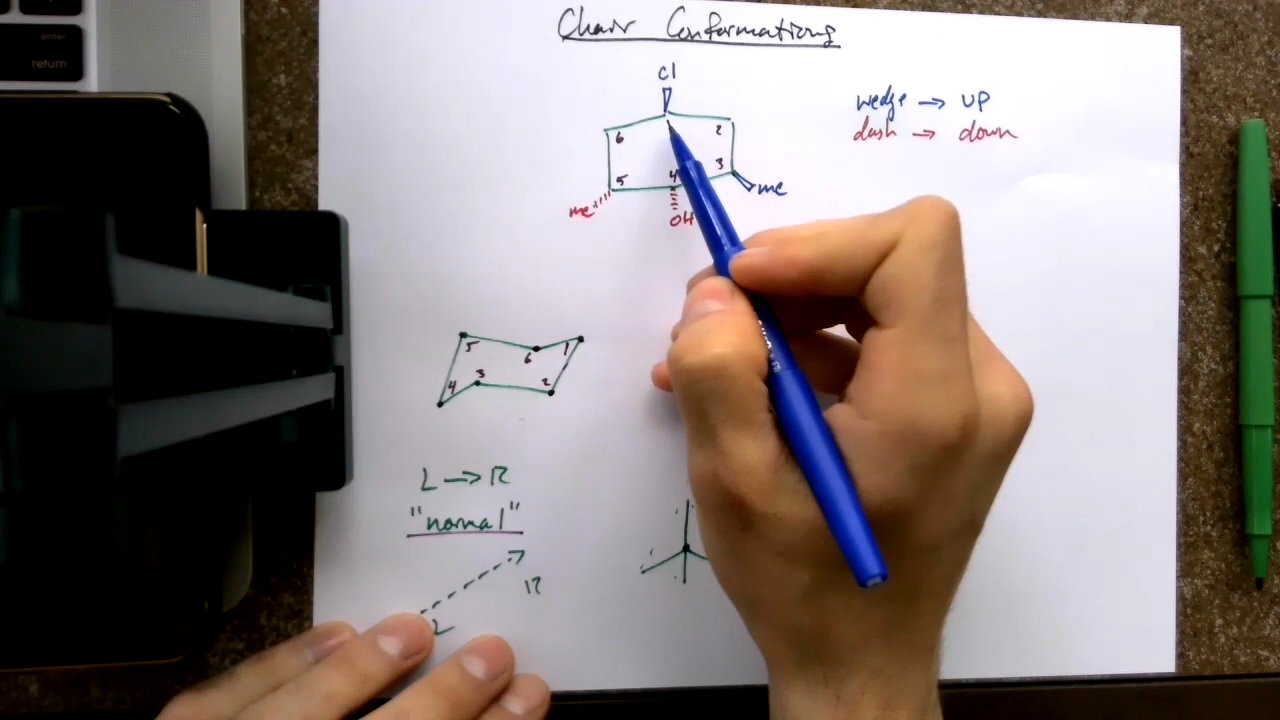 enter
return
Chair Conformations
Cl
wedge → UP
dash → down
6
2
3
5
4
me
me
OH
5
6
1
3
4
2
L → R
"normal"
R
L